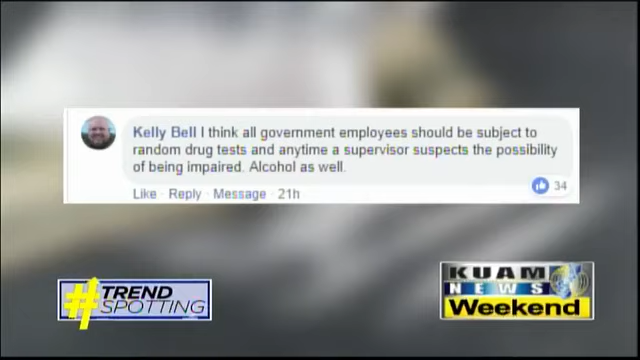 Kelly Bell I think all government employees should be subject to
random drug tests and anytime a supervisor suspects the possibility
of being impaired. Alcohol as well.
34
Like · Reply · Message · 21h
#TREND
SPOTTING
KUAM
NEWS
Weekend